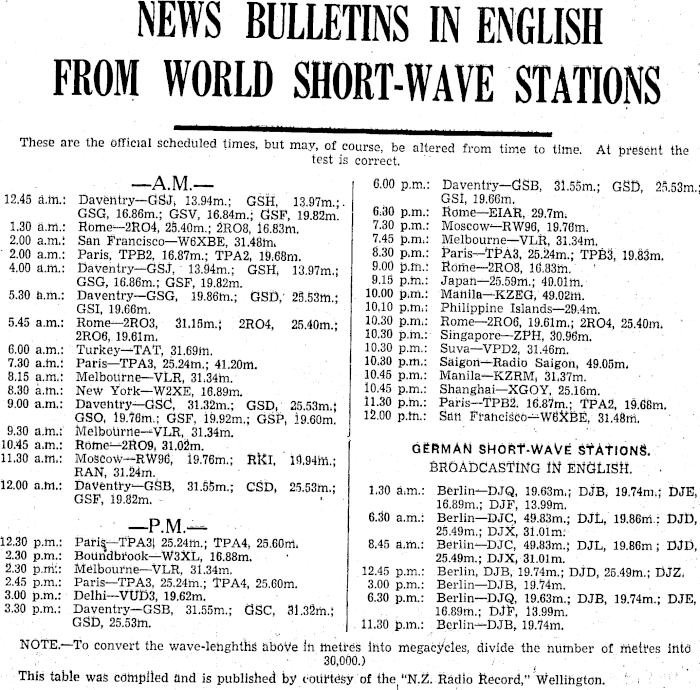 NEWS BULLETINS IN ENGLISH
FROM WORLD SHORT-WAVE STATIONS
These are the official scheduled times, but may, of course, be altered from time to time. At present the
test is correct.
—A.M.—
12.45 a.m.: Daventry—GSJ, 13.94m.; GSH, 13.97m.;
GSG, 16.86m.; GSV, 16.84m.; GSF, 19.82m.
1.30 a.m.: Rome—2RO4, 25.40m.; 2RO8, 16.83m.
2.00 a.m.: San Francisco—W6XBE, 31.48m.
2.00 a.m.: Paris, TPB2, 16.87m.; TPA2, 19.68m.
4.00 a.m.: Daventry—GSJ, 13.94m.; GSH, 13.97m.;
GSG, 16.86m.; GSF, 19.82m.
5.30 a.m.: Daventry—GSG, 19.86m.; GSD, 25.53m.;
GSI, 19.66m.
5.45 a.m.: Rome—2RO3, 31.15m.; 2RO4, 25.40m.;
2RO6, 19.61m.
6.00 a.m.: Turkey—TAT, 31.69m.
7.30 a.m.: Paris—TPA3, 25.24m.; 41.20m.
8.15 a.m.: Melbourne—VLR, 31.34m.
8.30 a.m.: New York—W2XE, 16.89m.
9.00 a.m.: Daventry—GSC, 31.32m.; GSD, 25.53m.;
GSO, 19.76m.; GSF, 19.92m.; GSP, 19.60m.
9.30 a.m.: Melbourne—VLR, 31.34m.
10.45 a.m.: Rome—2RO9, 31.02m.
11.30 a.m.: Moscow—RW96, 19.76m.; RKI, 19.94m.;
RAN, 31.24m.
12.00 a.m.: Daventry—GSB, 31.55m.; CSD, 25.53m.;
GSF, 19.82m.
—P.M.—
12.30 p.m.: Paris—TPA3, 25.24m.; TPA4, 25.60m.
2.30 p.m.: Boundbrook—W3XL, 16.88m.
2.30 p.m.: Melbourne—VLR, 31.34m.
2.45 p.m.: Paris—TPA3, 25.24m.; TPA4, 25.60m.
3.00 p.m.: Delhi—VUD3, 19.62m.
3.30 p.m.: Daventry—GSB, 31.55m.; GSC, 31.32m.;
GSD, 25.53m.
6.00 p.m.: Daventry—GSB, 31.55m.; GSD, 25.53m.;
GSI, 19.66m.
6.30 p.m.: Rome—EIAR, 29.7m.
7.30 p.m.: Moscow—RW96, 19.76m.
7.45 p.m.: Melbourne—VLR, 31.34m.
8.30 p.m.: Paris—TPA3, 25.24m.; TPB3, 19.83m.
9.00 p.m.: Rome—2RO8, 16.83m.
9.15 p.m.: Japan—25.59m.; 40.01m.
10.00 p.m.: Manila—KZEG, 49.02m.
10.10 p.m.: Philippine Islands—29.4m.
10.30 p.m.: Rome—2RO6, 19.61m.; 2RO4, 25.40m.
10.30 p.m.: Singapore—ZPH, 30.96m.
10.30 p.m.: Suva—VPD2, 31.46m.
10.30 p.m.: Saigon—Radio Saigon, 49.05m.
10.45 p.m.: Manila—KZRM, 31.37m.
10.45 p.m.: Shanghai—XGOY, 25.16m.
11.30 p.m.: Paris—TPB2. 16.87m.; TPA2, 19.68m.
12.00 p.m.: San Francisco—W6XBE, 31.48m.
GERMAN SHORT-WAVE STATIONS.
BROADCASTING IN ENGLISH.
1.30 a.m.: Berlin—DJQ, 19.63m.; DJB, 19.74m.; DJE,
16.89m.; DJF, 13.99m.
6.30 a.m.: Berlin—DJC, 49.83m.; DJL, 19.86m.; DJD,
25.49m.; DJX, 31.01m.
8.45 a.m.: Berlin—DJC, 49.83m.; DJL, 19.86m; DJD,
25.49m.; DJX, 31.01m.
12.45 p.m.: Berlin, DJB, 19.74m.; DJD, 25.49m.; DJZ.
3.00 p.m.: Berlin—DJB, 19.74m.
6.30 p.m.: Berlin—DJQ, 19.63m.; DJB, 19.74m.; DJE,
16.89m.; DJF, 13.99m.
11.30 p.m.: Berlin—DJB, 19.74m.
NOTE.—To convert the wave-lenghths above in metres into megacycles, divide the number of metres into
30,000.)
This table was compiled and is published by courtesy of the "N.Z. Radio Record," Wellington.